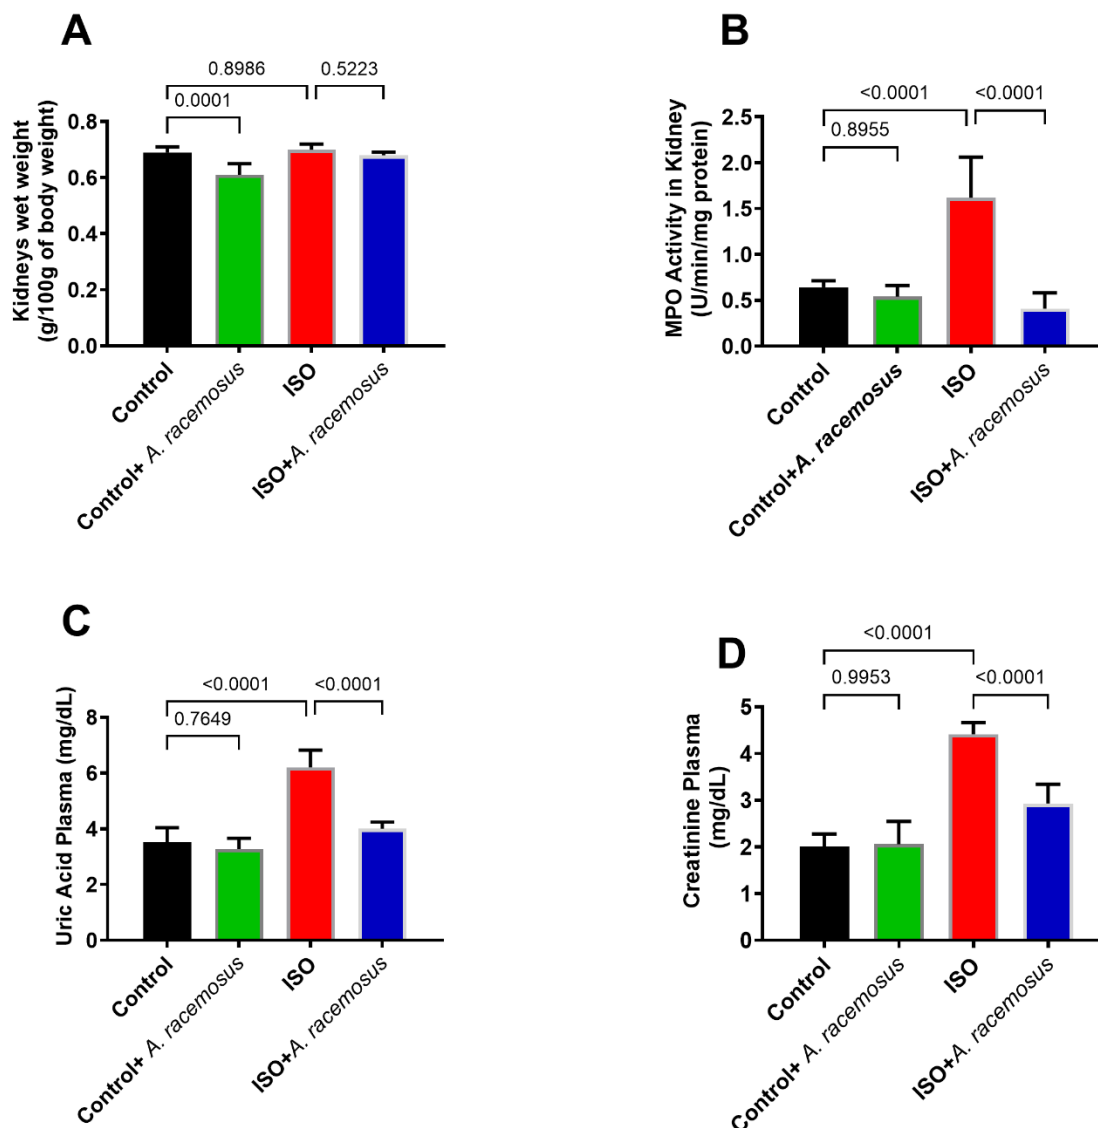 A
0.8986
0.5223
0.0001
Kidneys wet weight
(g/100g of body weight)
0.8
0.6
0.4
0.2
0.0
Control
Control+ A. racemosus
ISO
ISO+A. racemosus
B
<0.0001
<0.0001
0.8955
MPO Activity in Kidney
(U/min/mg protein)
2.5
2.0
1.5
1.0
0.5
0.0
Control
Control+A. racemosus
ISO
ISO+A. racemosus
C
<0.0001
<0.0001
0.7649
Uric Acid Plasma (mg/dL)
8
6
4
2
0
Control
Control+ A. racemosus
ISO
ISO+A. racemosus
D
<0.0001
0.9953
<0.0001
Creatinine Plasma
(mg/dL)
5
4
3
2
1
0
Control
Control+ A. racemosus
ISO
ISO+A. racemosus